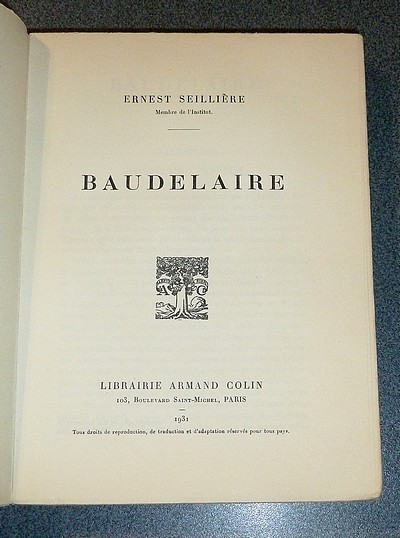 ERNEST SEILLIÈRE
Membre de l'Institut.
BAUDELAIRE
A C
LIBRAIRIE ARMAND COLIN
103, BOULEVARD SAINT-MICHEL, PARIS
1931
Tous droits de reproduction, de traduction et d'adaptation réservés pour tous pays.